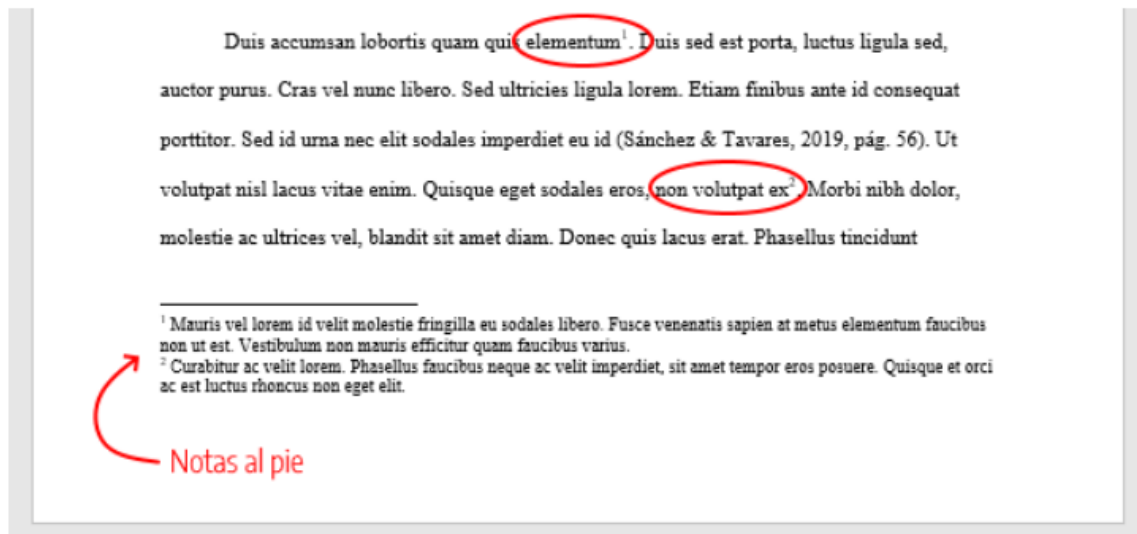 Duis accumsan lobortis quam quis elementum¹. Duis sed est porta, luctus ligula sed,
auctor purus. Cras vel nunc libero. Sed ultricies ligula lorem. Etiam finibus ante id consequat
porttitor. Sed id urna nec elit sodales imperdiet eu id (Sánchez & Tavares, 2019, pág. 56). Ut
volutpat nisl lacus vitae enim. Quisque eget sodales eros, non volutpat ex². Morbi nibh dolor,
molestie ac ultrices vel, blandit sit amet diam. Donec quis lacus erat. Phasellus tincidunt
¹ Mauris vel lorem id velit molestie fringilla eu sodales libero. Fusce venenatis sapien at metus elementum faucibus
non ut est. Vestibulum non mauris efficitur quam faucibus varius.
² Curabitur ac velit lorem. Phasellus faucibus neque ac velit imperdiet, sit amet tempor eros posuere. Quisque et orci
ac est luctus rhoncus non eget elit.
Notas al pie